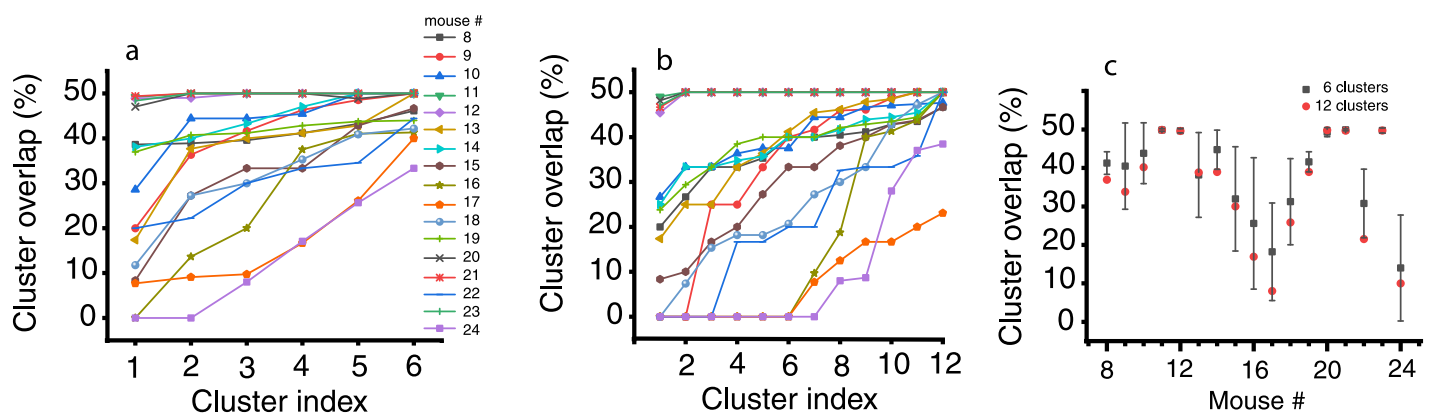 a
Cluster overlap (%)
50
40
30
20
10
0
1 2 3 4 5 6
Cluster index
mouse #
8
9
10
11
12
13
14
15
16
17
18
19
20
21
22
23
24
b
Cluster overlap (%)
50
40
30
20
10
0
2 4 6 8 10 12
Cluster index
c
6 clusters
12 clusters
Cluster overlap (%)
60
50
40
30
20
10
0
8 12 16 20 24
Mouse #